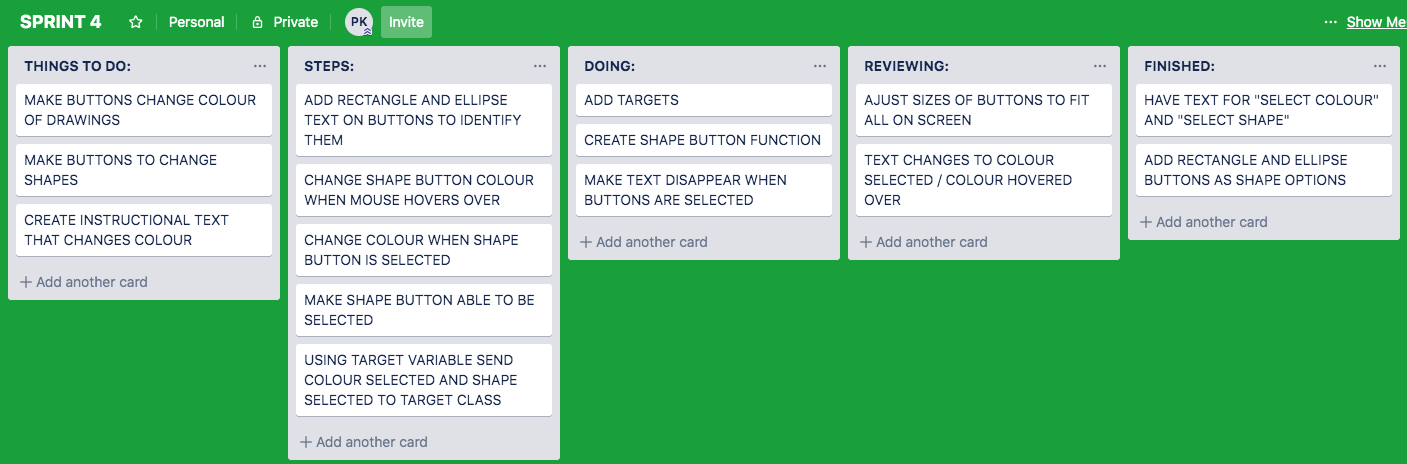 SPRINT 4
Personal
Private
PK
Invite
... Show Me
THINGS TO DO:
MAKE BUTTONS CHANGE COLOUR
OF DRAWINGS
MAKE BUTTONS TO CHANGE
SHAPES
CREATE INSTRUCTIONAL TEXT
THAT CHANGES COLOUR
+ Add another card
STEPS:
ADD RECTANGLE AND ELLIPSE
TEXT ON BUTTONS TO IDENTIFY
THEM
CHANGE SHAPE BUTTON COLOUR
WHEN MOUSE HOVERS OVER
CHANGE COLOUR WHEN SHAPE
BUTTON IS SELECTED
MAKE SHAPE BUTTON ABLE TO BE
SELECTED
USING TARGET VARIABLE SEND
COLOUR SELECTED AND SHAPE
SELECTED TO TARGET CLASS
+ Add another card
DOING:
ADD TARGETS
CREATE SHAPE BUTTON FUNCTION
MAKE TEXT DISAPPEAR WHEN
BUTTONS ARE SELECTED
+ Add another card
REVIEWING:
AJUST SIZES OF BUTTONS TO FIT
ALL ON SCREEN
TEXT CHANGES TO COLOUR
SELECTED / COLOUR HOVERED
OVER
+ Add another card
FINISHED:
HAVE TEXT FOR "SELECT COLOUR"
AND "SELECT SHAPE"
ADD RECTANGLE AND ELLIPSE
BUTTONS AS SHAPE OPTIONS
+ Add another card